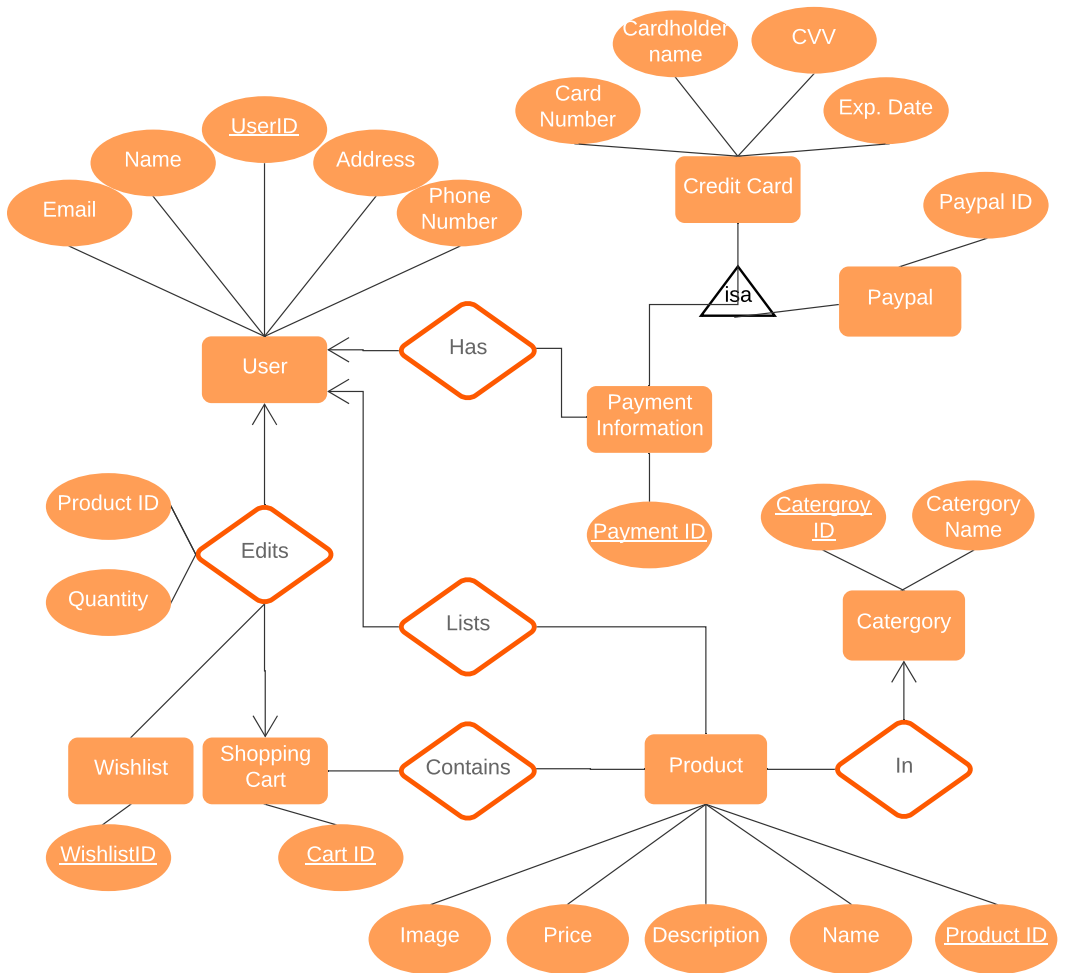 Cardholder
name
CVV
Card
Number
Exp. Date
UserID
Name
Address
Email
Phone
Number
Credit Card
Paypal ID
isa
Paypal
Has
User
Payment
Information
Product ID
Catergroy
ID
Catergory
Name
Payment ID
Edits
Quantity
Lists
Catergory
Wishlist
Shopping
Cart
Contains
Product
In
WishlistID
Cart ID
Image
Price
Description
Name
Product ID